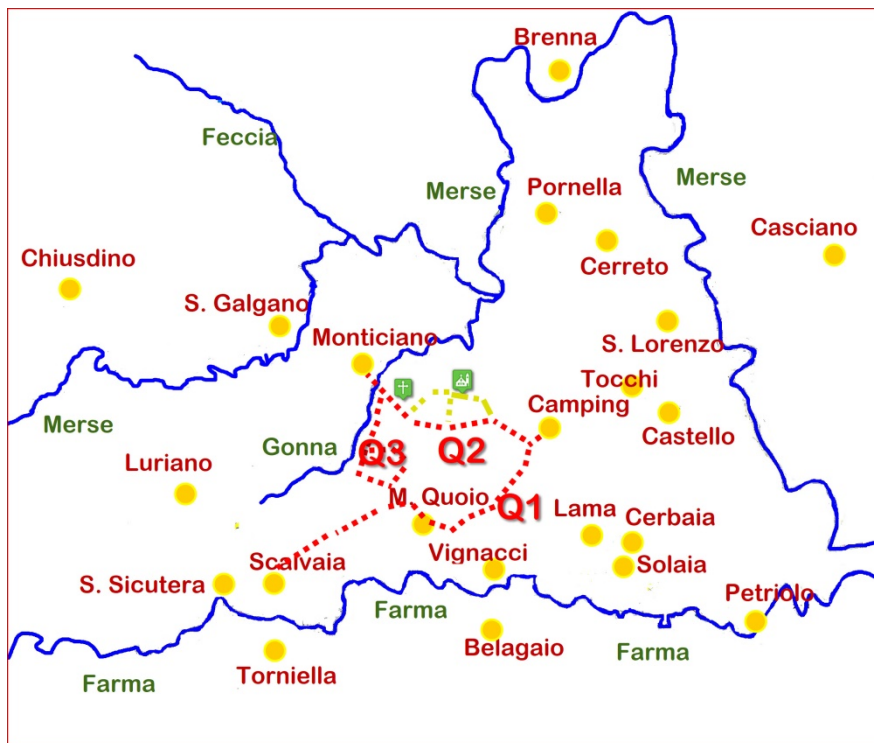 Brenna
Feccia
Merse
Pornella
Merse
Casciano
Chiusdino
Cerreto
S. Galgano
Monticiano
S. Lorenzo
Tocchi
Merse
Camping
Castello
Gonna
Q3
Q2
Luriano
M. Quoio
Q1
Lama
Cerbaia
Vignacci
Scalvaia
Solaia
S. Sicutera
Petriolo
Farma
Belagaio
Farma
Torniella
Farma